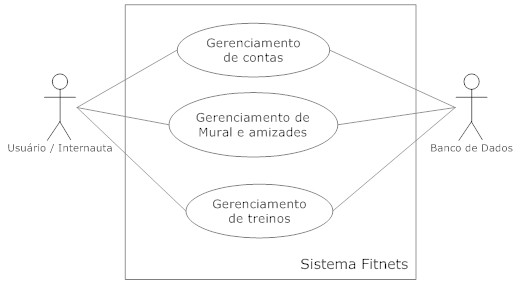 Gerenciamento
de contas
Gerenciamento de
Mural e amizades
Usuário / Internauta
Banco de Dados
Gerenciamento
de treinos
Sistema Fitnets